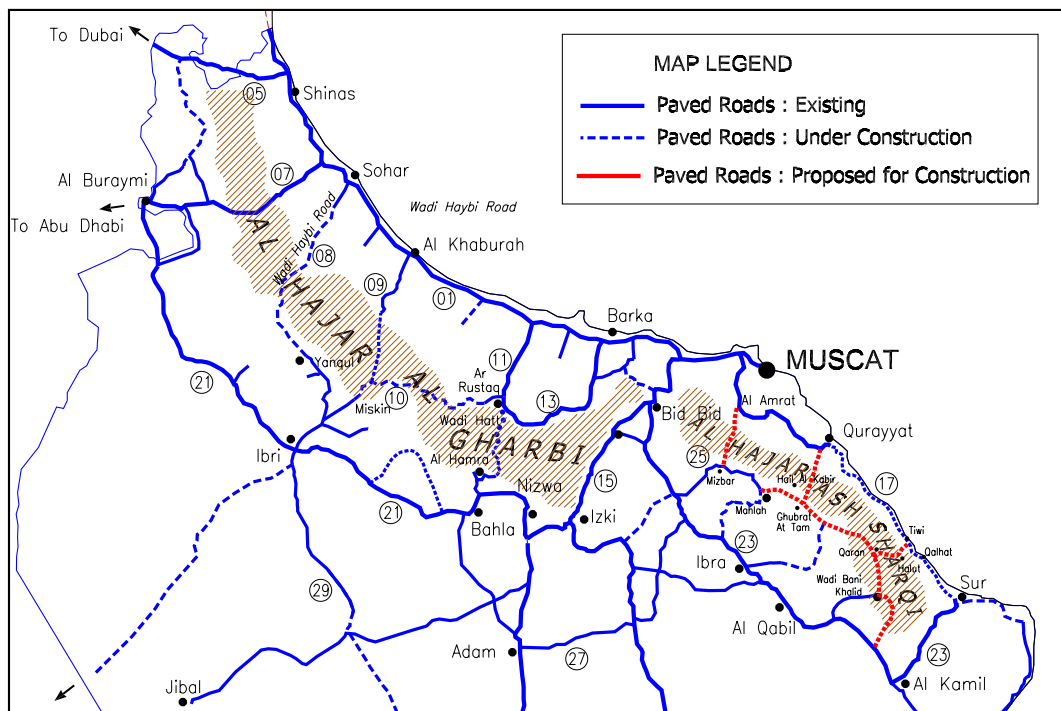 To Dubai
MAP LEGEND
Paved Roads : Existing
Paved Roads : Under Construction
Paved Roads : Proposed for Construction
05
Shinas
07
Sohar
Al Buraymi
To Abu Dhabi
Wadi Haybi Road
Wadi Haybi Road
08
Al Khaburah
09
01
AL HAJAR AL GHARBI
Barka
MUSCAT
Yanqul
11
Ar
Rustaq
21
10
Miskin
13
Al Amrat
Wadi Hatt
Bid Bid
Qurayyat
Ibri
Al Hamra
25
AL HAJAR ASH SHARQI
Mizbar
Hail Al Kabir
17
21
Nizwa
15
Mahlah
Ghubrat
At Tam
Bahla
Izki
23
Tiwi
Qaran
Qalhat
Halut
Ibra
Wadi Bani
Khalid
Sur
29
Al Qabil
Adam
27
23
Jibal
Al Kamil